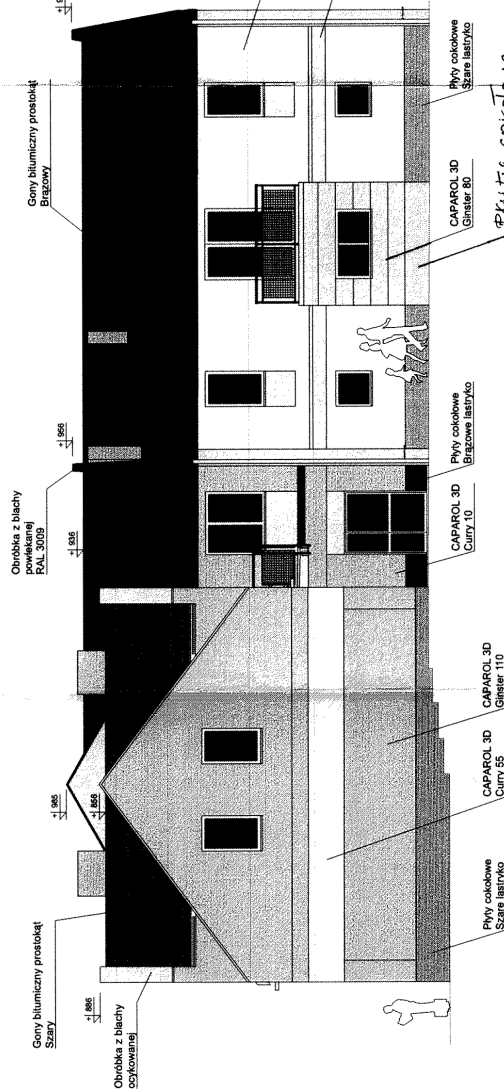 Gony bitumiczny prostokąt
Szary
Obróbka z blachy
powlekanej
RAL 3009
Gony bitumiczny prostokąt
Brązowy
+ 886
+ 985
+ 858
+ 936
+ 956
Obróbka z blachy
ocykowanej
Płyty cokołowe
Szare lastryko
CAPAROL 3D
Curry 55
CAPAROL 3D
Ginster 110
CAPAROL 3D
Curry 10
Płyty cokołowe
Brązowe lastryko
CAPAROL 3D
Ginster 80
Płyty cokołowe
Szare lastryko